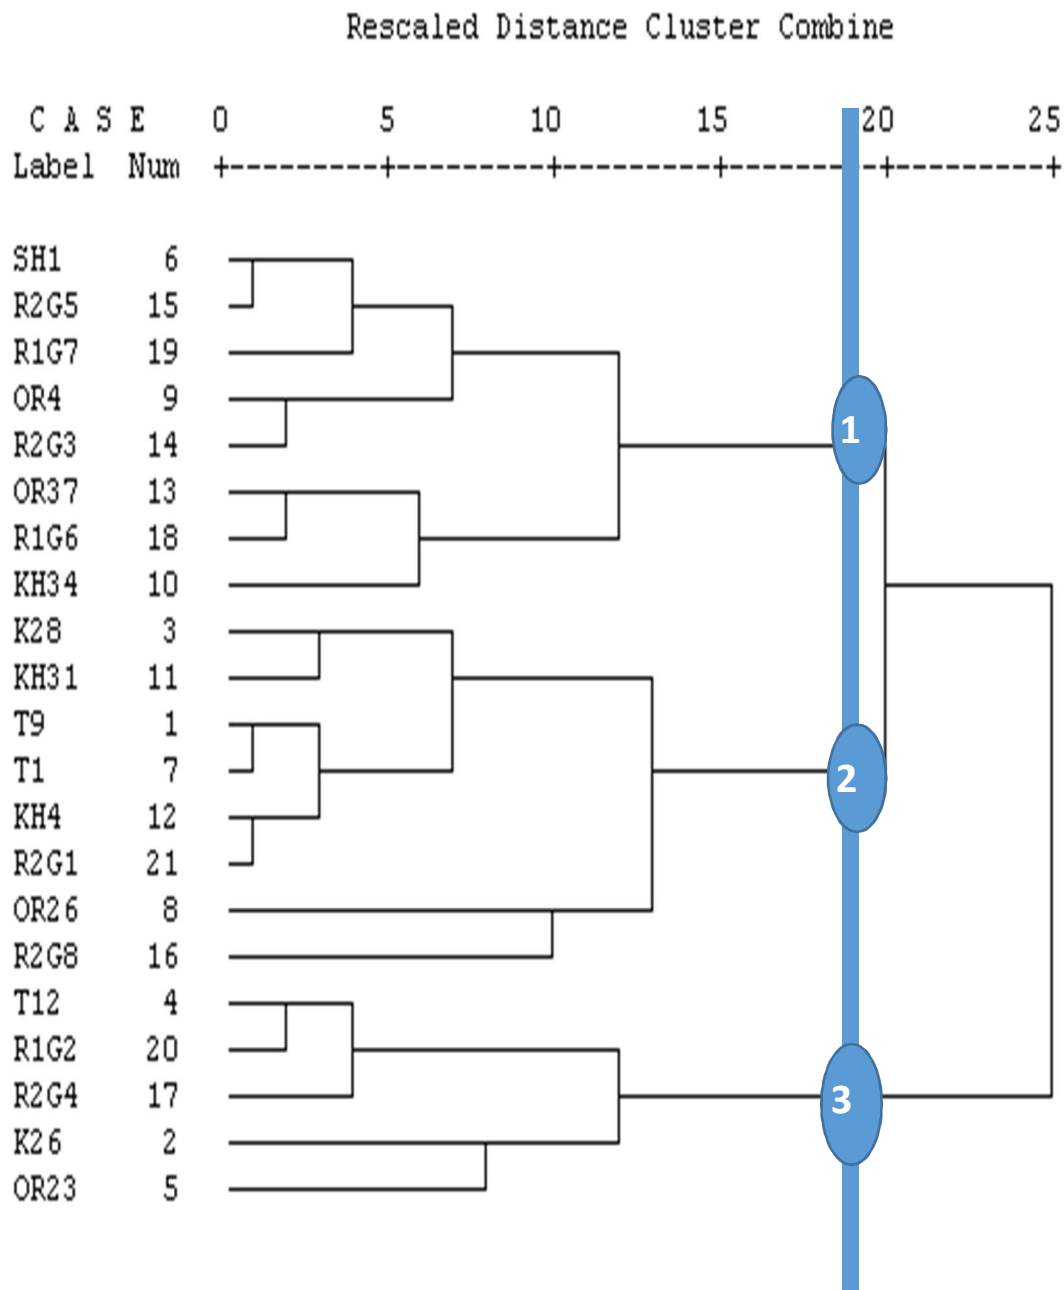 Rescaled Distance Cluster Combine
C A S E 0 5 10 15 20 25
Label Num +---------+---------+---------+---------+---------+
SH1 6
R2G5 15
R1G7 19
OR4 9
R2G3 14
1
OR37 13
R1G6 18
KH34 10
K28 3
KH31 11
T9 1
T1 7
2
KH4 12
R2G1 21
OR26 8
R2G8 16
T12 4
R1G2 20
R2G4 17
3
K26 2
OR23 5